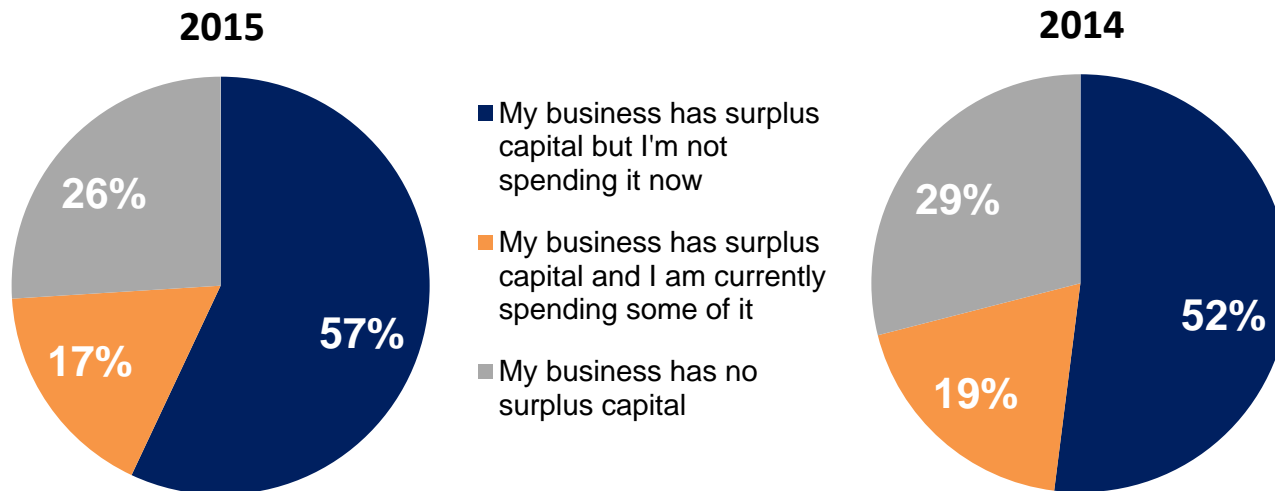 2015
26%
17%
57%
My business has surplus
capital but I'm not
spending it now
My business has surplus
capital and I am currently
spending some of it
My business has no
surplus capital
2014
29%
19%
52%